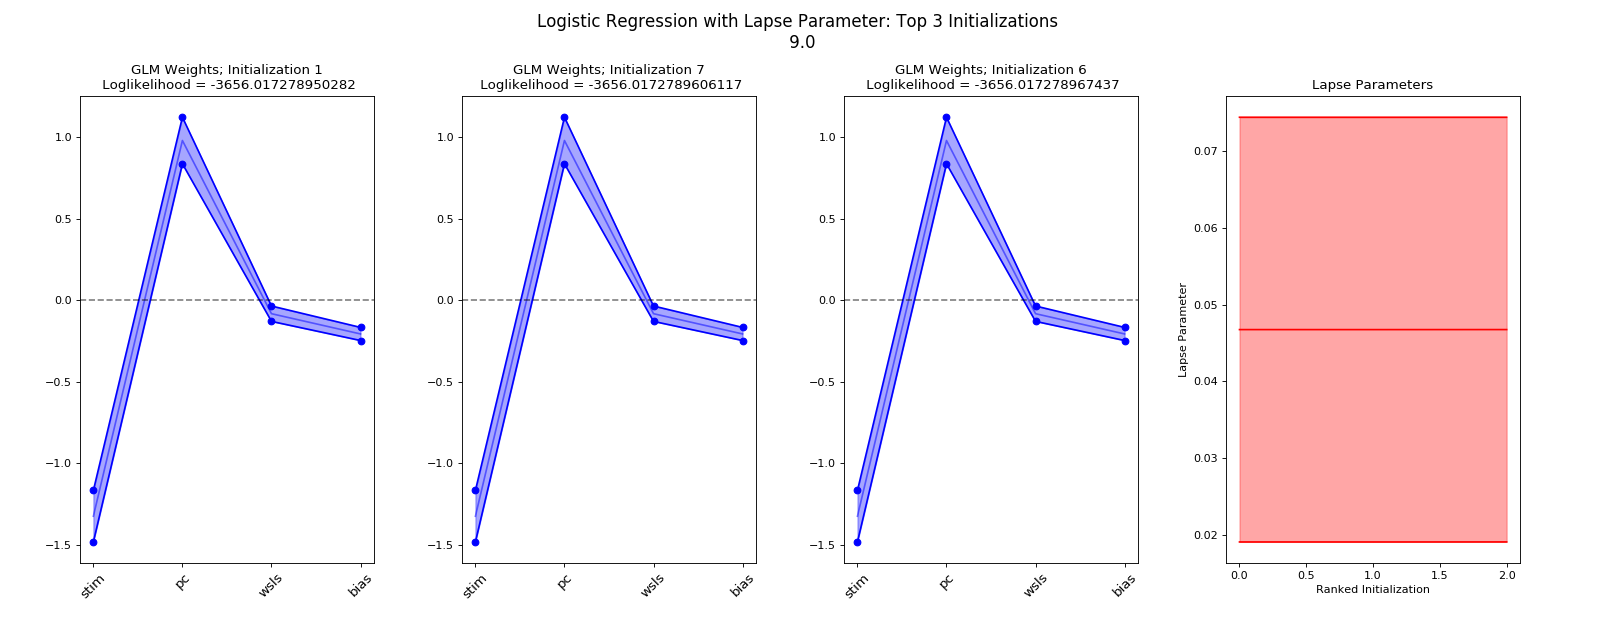 Logistic Regression with Lapse Parameter: Top 3 Initializations
9.0
GLM Weights; Initialization 1
Loglikelihood = -3656.017278950282
1.0
0.5
0.0
−0.5
−1.0
−1.5
stim
pc
wsls
bias
GLM Weights; Initialization 7
Loglikelihood = -3656.0172789606117
1.0
0.5
0.0
−0.5
−1.0
−1.5
stim
pc
wsls
bias
GLM Weights; Initialization 6
Loglikelihood = -3656.017278967437
1.0
0.5
0.0
−0.5
−1.0
−1.5
stim
pc
wsls
bias
Lapse Parameters
Lapse Parameter
0.07
0.06
0.05
0.04
0.03
0.02
0.0
0.5
1.0
1.5
2.0
Ranked Initialization